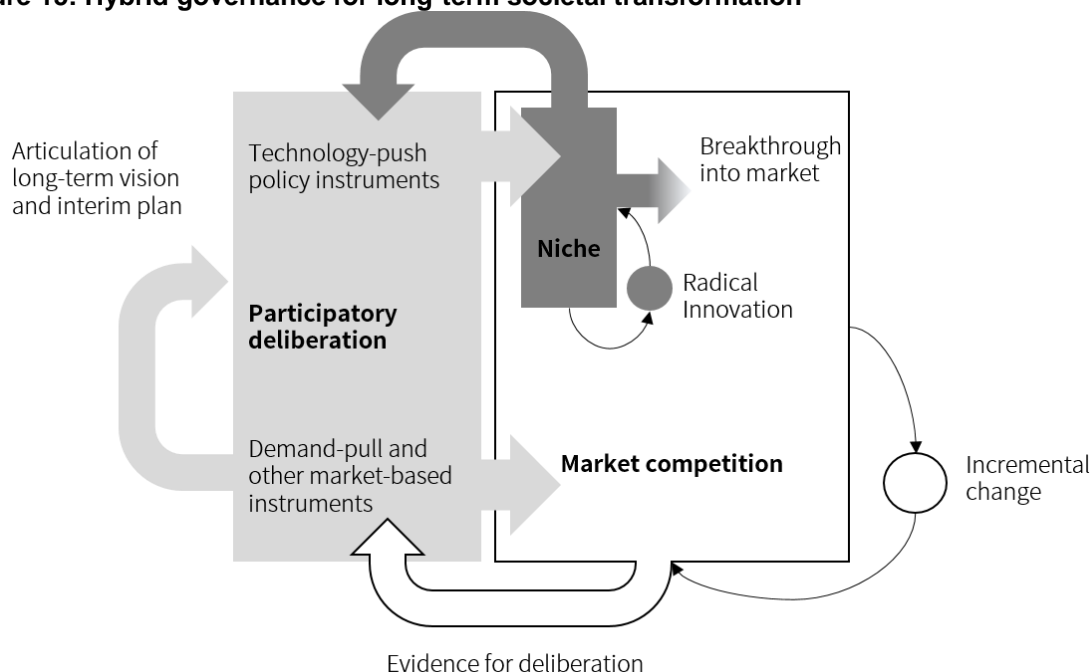 Hybrid governance for long-term societal transformation
Articulation of
long-term vision
and interim plan
Technology-push
policy instruments
Breakthrough
into market
Niche
Radical
Innovation
Participatory
deliberation
Demand-pull and
other market-based
instruments
Market competition
Incremental
change
Evidence for deliberation